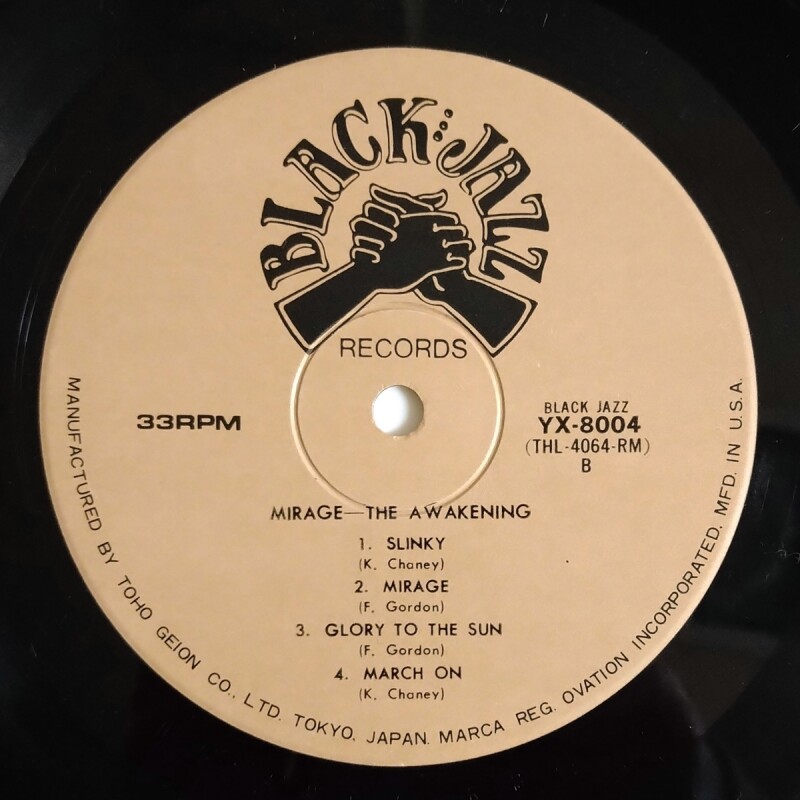 BLACK JAZZ
RECORDS
33RPM
BLACK JAZZ
YX-8004
(THL-4064-RM)
B
MIRAGE—THE AWAKENING
1. SLINKY
(K. Chaney)
2. MIRAGE
(F. Gordon)
3. GLORY TO THE SUN
(F. Gordon)
4. MARCH ON
(K. Chaney)
MANUFACTURED BY TOHO GEION CO., LTD. TOKYO. JAPAN. MARCA REG. OVATION INCORPORATED. MFD. IN U.S.A.